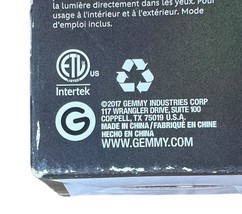 la lumière directement dans les yeux. Pour
usage à l'intérieur et à l'extérieur. Mode
d'emploi inclus.
ETL
LISTED
US
Intertek
©2017 GEMMY INDUSTRIES CORP
117 WRANGLER DRIVE, SUITE 100
COPPELL, TX 75019 U.S.A.
MADE IN CHINA/FABRIQUÉ EN CHINE
HECHO EN CHINA
WWW.GEMMY.COM
G